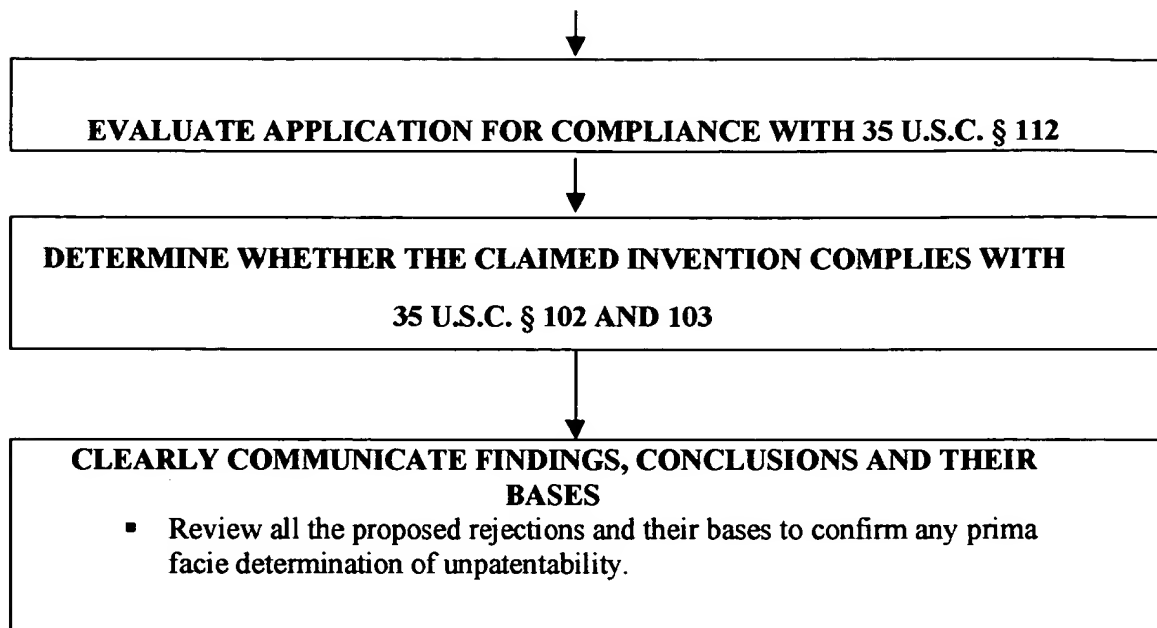 EVALUATE APPLICATION FOR COMPLIANCE WITH 35 U.S.C. § 112
DETERMINE WHETHER THE CLAIMED INVENTION COMPLIES WITH
35 U.S.C. § 102 AND 103
CLEARLY COMMUNICATE FINDINGS, CONCLUSIONS AND THEIR
BASES
▪ Review all the proposed rejections and their bases to confirm any prima
facie determination of unpatentability.